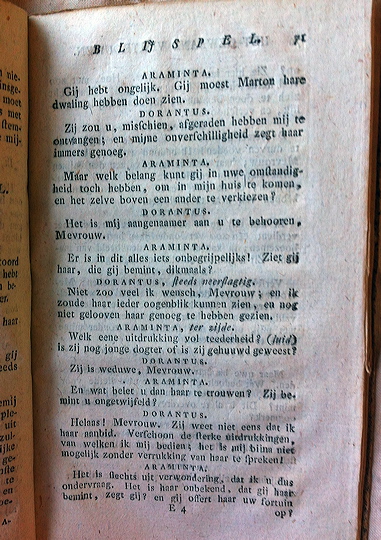 BLIJSPEL. 71
ARAMINTA.
Gij hebt ongelijk. Gij moest Marton hare
dwaling hebben doen zien.
DORANTUS.
Zij zou u, misſchien, afgeraden hebben mij te
ontvangen; en mijne onverſchilligheid zegt haar
immers genoeg.
ARAMINTA.
Maar welk belang kunt gij in uwe omſtandig-
heid toch hebben, om in mijn huis te komen,
en het zelve boven een ander te verkiezen?
DORANTUS.
Het is mij aangenaamer aan u te behooren,
Mevrouw.
ARAMINTA.
Er is in dit alles iets onbegrijpelijks! Ziet gij
haar, die gij bemint, dikmaals?
DORANTUS, ſteeds neerſlagtig.
Niet zoo veel ik wensch, Mevrouw; en ik
zoude haar ieder oogenblik kunnen zien, en nog
niet gelooven haar genoeg te hebben gezien.
ARAMINTA, ter zijde.
Welk eene uitdrukking vol teederheid? (luid)
is zij nog jonge dogter of is zij gehuuwd geweest?
DORANTUS.
Zij is weduwe, Mevrouw.
ARAMINTA.
En wat belet u dan haar te trouwen? Zij be-
mint u ongetwijfeld?
DORANTUS.
Helaas! Mevrouw. Zij weet niet eens dat ik
haar aanbid. Verſchoon de ſterke uitdrukkingen,
van welken ik mij bedien; het is mij bijna niet
mogelijk zonder verrukking van haar te ſpreken!
ARAMINTA.
Het is ſlechts uit verwondering, dat ik u dus
ondervraag. Het is haar onbekend, dat gij haar
bemint, zegt gij? en gij offert haar uw fortuin
E 4 op?